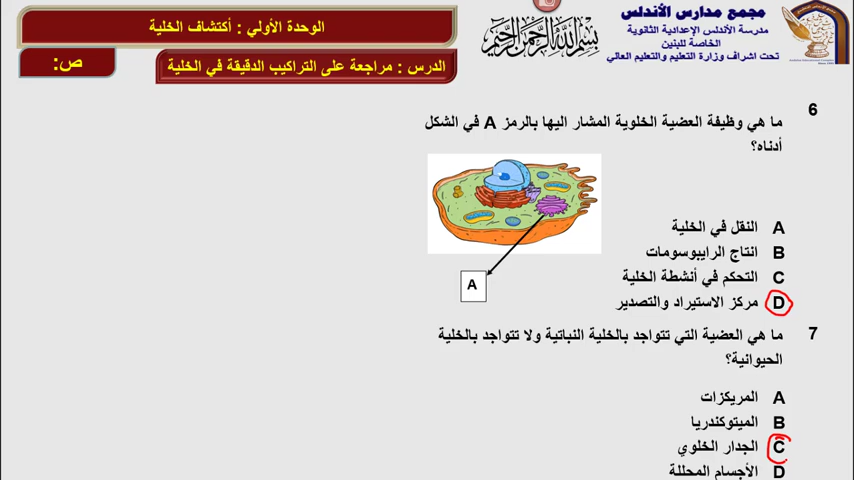 مجمع مدارس الأندلس
مدرسة الأندلس الإعدادية الثانوية
الخاصة للبنين
تحت اشراف وزارة التعليم والتعليم العالي
بسم الله الرحمن الرحيم
الوحدة الأولي : أكتشاف الخلية
الدرس : مراجعة على التراكيب الدقيقة في الخلية
ص:
6 ما هي وظيفة العضية الخلوية المشار اليها بالرمز A في الشكل
أدناه؟
A
A النقل في الخلية
B انتاج الرايبوسومات
C التحكم في أنشطة الخلية
D مركز الاستيراد والتصدير
7 ما هي العضية التي تتواجد بالخلية النباتية ولا تتواجد بالخلية
الحيوانية؟
A المريكزات
B الميتوكندريا
C الجدار الخلوي
D الأجسام المحللة